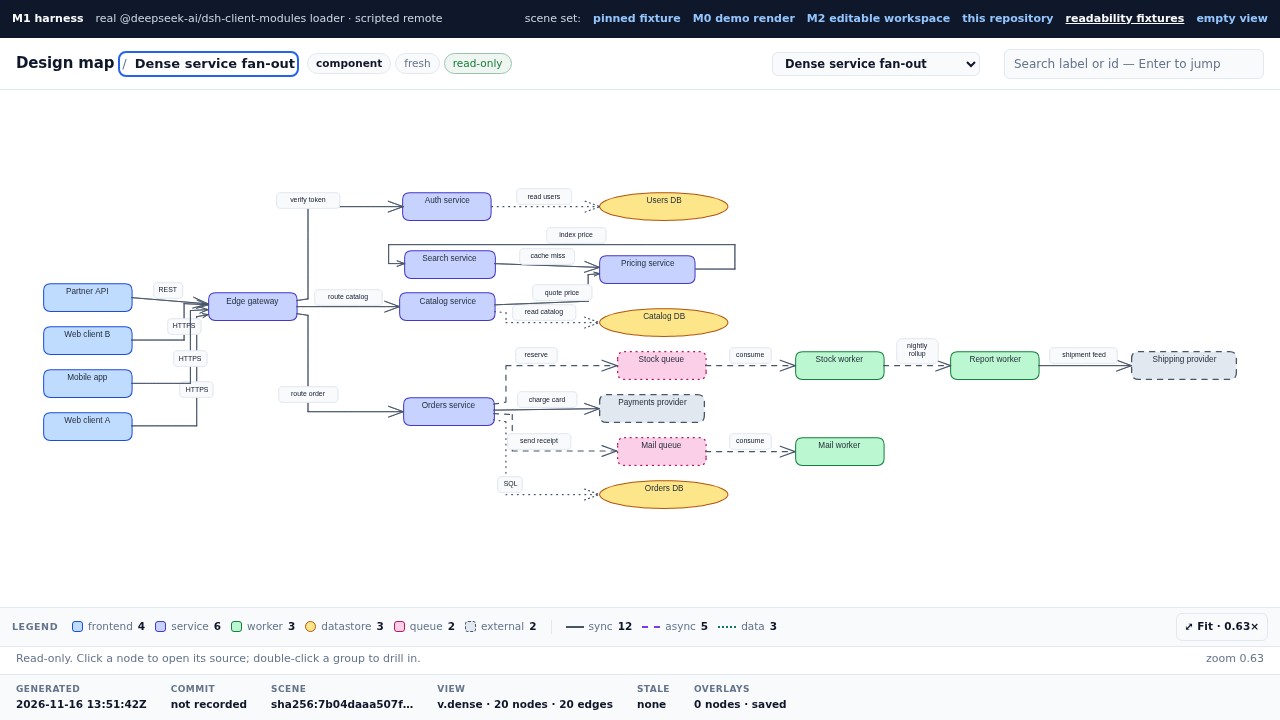 M1 harness real @deepseek-ai/dsh-client-modules loader · scripted remote scene set: pinned fixture M0 demo render M2 editable workspace this repository readability fixtures empty view
Design map / Dense service fan-out component fresh read-only Dense service fan-out Search label or id — Enter to jump
verify token
Auth service
read users
Users DB
index price
Search service
cache miss
Pricing service
Partner API
REST
Edge gateway
route catalog
Catalog service
quote price
read catalog
Catalog DB
Web client B
HTTPS
Mobile app
HTTPS
Web client A
HTTPS
route order
Orders service
reserve
Stock queue
consume
Stock worker
nightly
rollup
Report worker
shipment feed
Shipping provider
charge card
Payments provider
send receipt
Mail queue
consume
Mail worker
SQL
Orders DB
LEGEND frontend 4 service 6 worker 3 datastore 3 queue 2 external 2 sync 12 async 5 data 3 ⤢ Fit · 0.63×
Read-only. Click a node to open its source; double-click a group to drill in. zoom 0.63
GENERATED COMMIT SCENE VIEW STALE OVERLAYS
2026-11-16 13:51:42Z not recorded sha256:7b04daaa507f… v.dense · 20 nodes · 20 edges none 0 nodes · saved